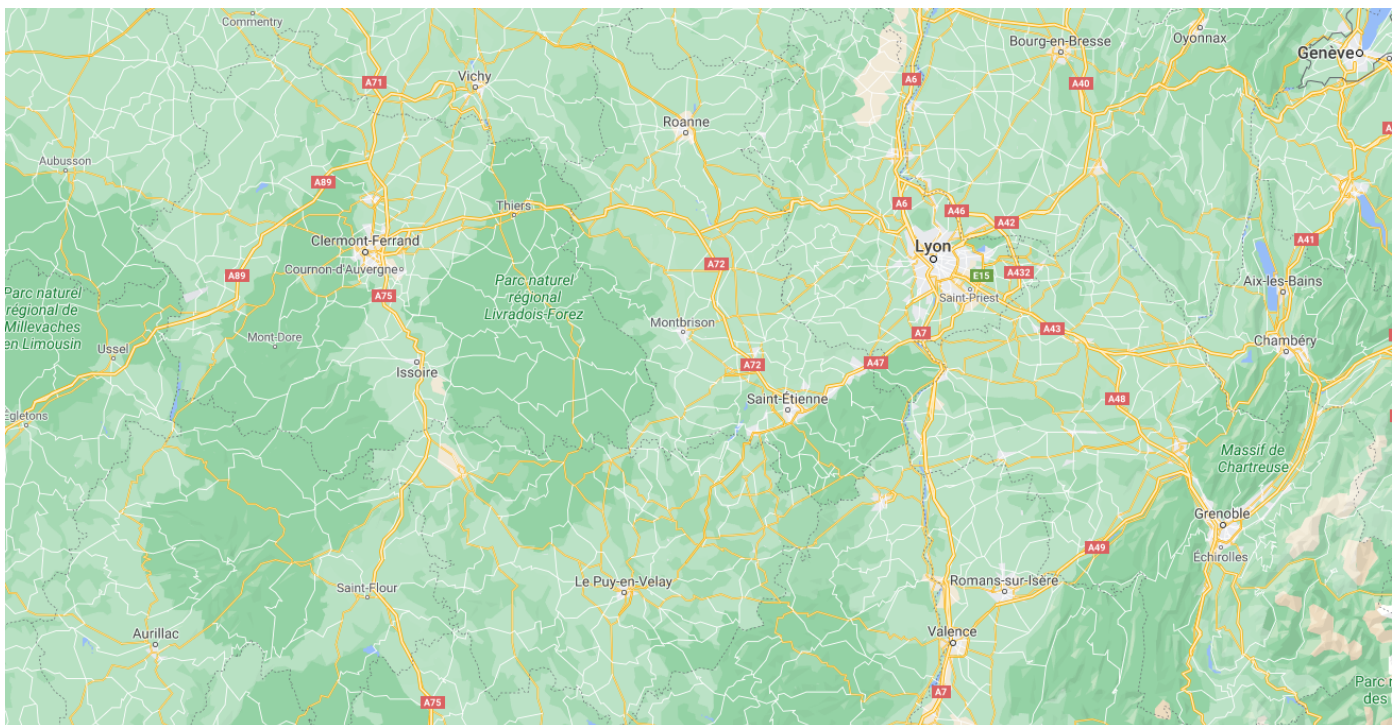 Commentry
Bourg-en-Bresse
Oyonnax
Genève
A71
Vichy
A6
A40
Roanne
Aubusson
A89
Thiers
A6
A46
A42
Clermont-Ferrand
Lyon
A41
Cournon-d'Auvergne
A89
A72
E15
A432
Parc naturel
régional
Livradois-Forez
Aix-les-Bains
Parc naturel
régional de
Millevaches
en Limousin
A75
Saint-Priest
Montbrison
A7
A43
Mont-Dore
Ussel
Chambéry
Issoire
A72
A47
Saint-Étienne
A48
Egletons
Massif de
Chartreuse
Grenoble
A49
Échirolles
Saint-Flour
Le Puy-en-Velay
Romans-sur-Isère
Aurillac
Valence
A7
A75